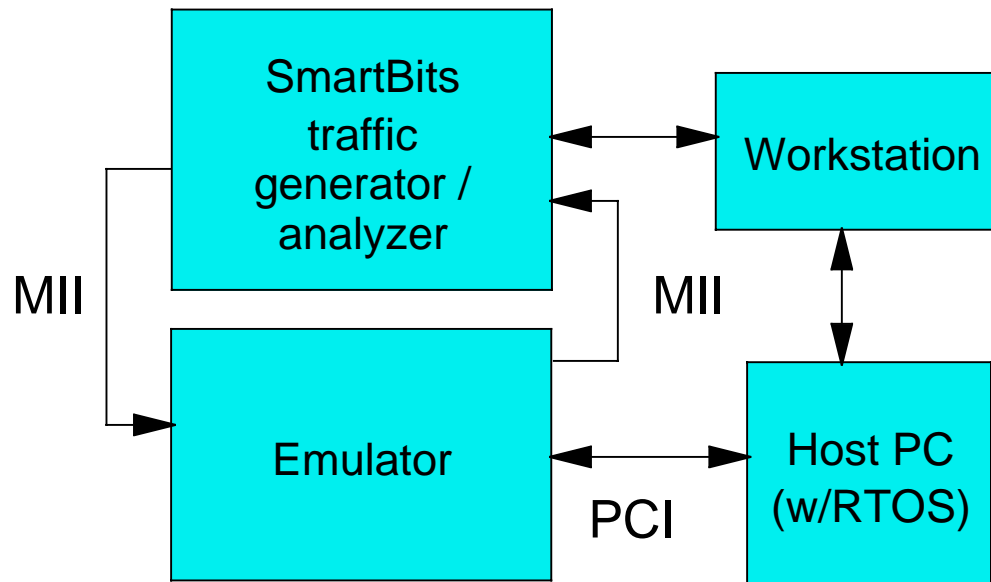 SmartBits
traffic
generator /
analyzer
Workstation
MII
MII
Emulator
Host PC
(w/RTOS)
PCI